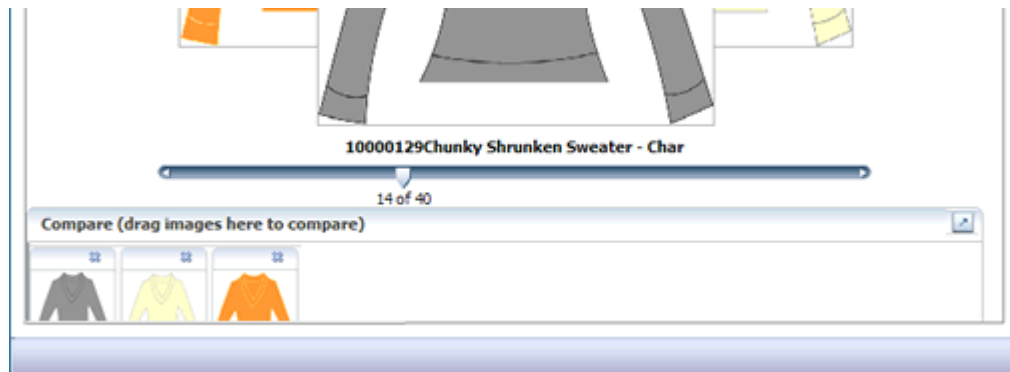 10000129Chunky Shrunken Sweater - Char
14 of 40
Compare (drag images here to compare)